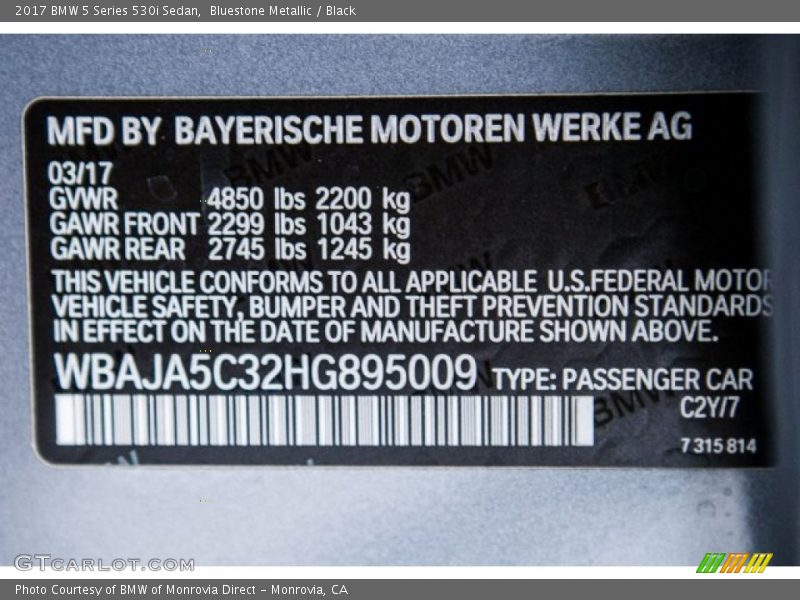 2017 BMW 5 Series 530i Sedan,  Bluestone Metallic / Black
MFD BY BAYERISCHE MOTOREN WERKE AG
03/17
GVWR 4850 lbs 2200 kg
GAWR FRONT 2299 lbs 1043 kg
GAWR REAR 2745 lbs 1245 kg
THIS VEHICLE CONFORMS TO ALL APPLICABLE U.S.FEDERAL MOTOR
VEHICLE SAFETY, BUMPER AND THEFT PREVENTION STANDARDS
IN EFFECT ON THE DATE OF MANUFACTURE SHOWN ABOVE.
WBAJA5C32HG895009 TYPE: PASSENGER CAR
C2Y/7
7 315 814
GTCARLOT.COM
Photo Courtesy of BMW of Monrovia Direct - Monrovia, CA